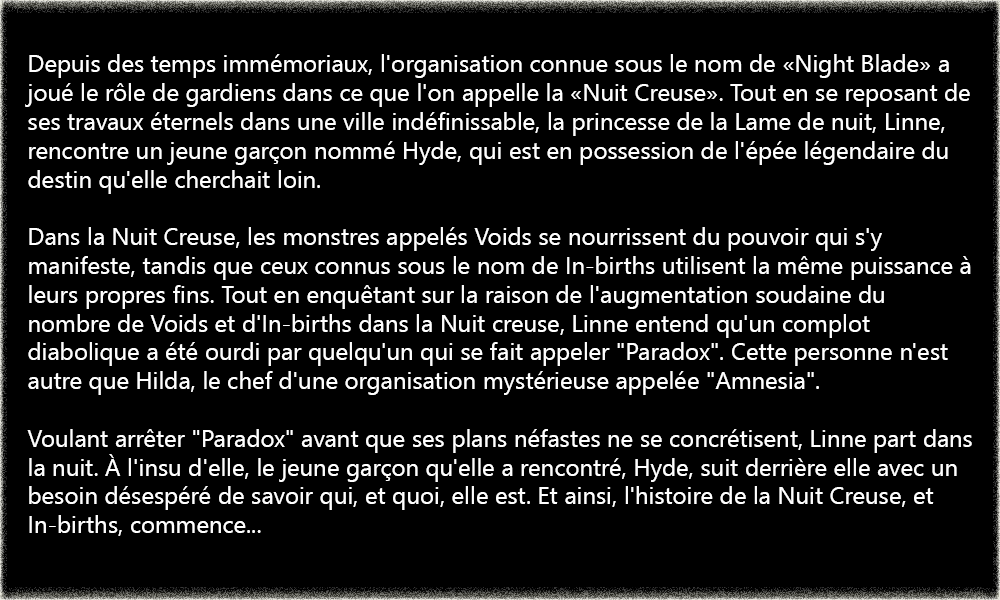 Depuis des temps immémoriaux, l'organisation connue sous le nom de «Night Blade» a
joué le rôle de gardiens dans ce que l'on appelle la «Nuit Creuse». Tout en se reposant de
ses travaux éternels dans une ville indéfinissable, la princesse de la Lame de nuit, Linne,
rencontre un jeune garçon nommé Hyde, qui est en possession de l'épée légendaire du
destin qu'elle cherchait loin.
Dans la Nuit Creuse, les monstres appelés Voids se nourrissent du pouvoir qui s'y
manifeste, tandis que ceux connus sous le nom de In-births utilisent la même puissance à
leurs propres fins. Tout en enquêtant sur la raison de l'augmentation soudaine du
nombre de Voids et d'In-births dans la Nuit creuse, Linne entend qu'un complot
diabolique a été ourdi par quelqu'un qui se fait appeler "Paradox". Cette personne n'est
autre que Hilda, le chef d'une organisation mystérieuse appelée "Amnesia".
Voulant arrêter "Paradox" avant que ses plans néfastes ne se concrétisent, Linne part dans
la nuit. À l'insu d'elle, le jeune garçon qu'elle a rencontré, Hyde, suit derrière elle avec un
besoin désespéré de savoir qui, et quoi, elle est. Et ainsi, l'histoire de la Nuit Creuse, et
In-births, commence...